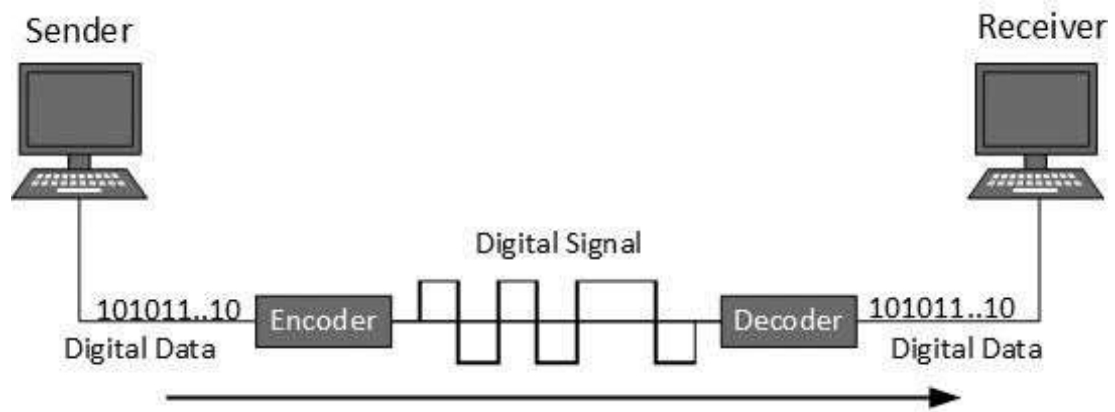 Sender
Receiver
Digital Signal
101011..10
Encoder
Decoder
101011..10
Digital Data
Digital Data